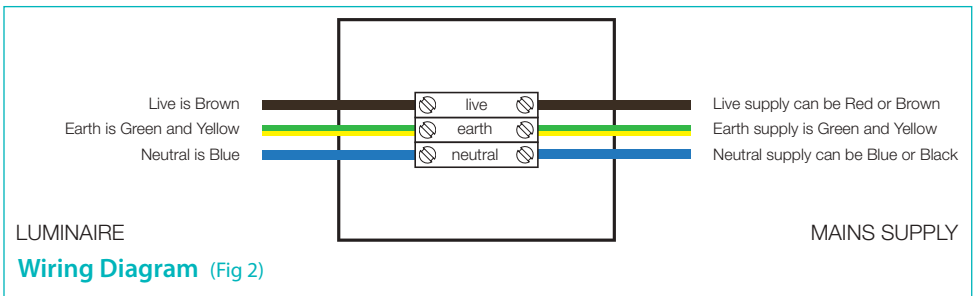 Live is Brown
live
Live supply can be Red or Brown
Earth is Green and Yellow
earth
Earth supply is Green and Yellow
Neutral is Blue
neutral
Neutral supply can be Blue or Black
LUMINAIRE
MAINS SUPPLY
Wiring Diagram (Fig 2)